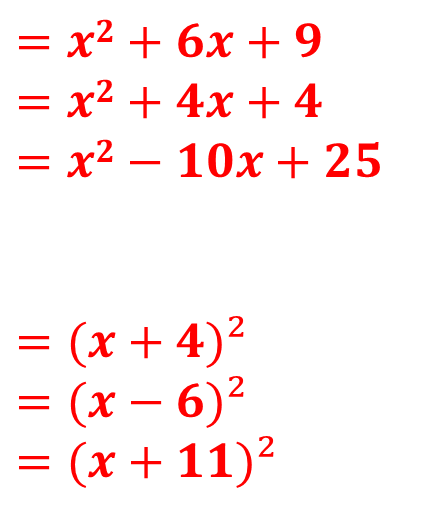 = x² + 6x + 9
= x² + 4x + 4
= x² − 10x + 25
= (x + 4)²
= (x − 6)²
= (x + 11)²